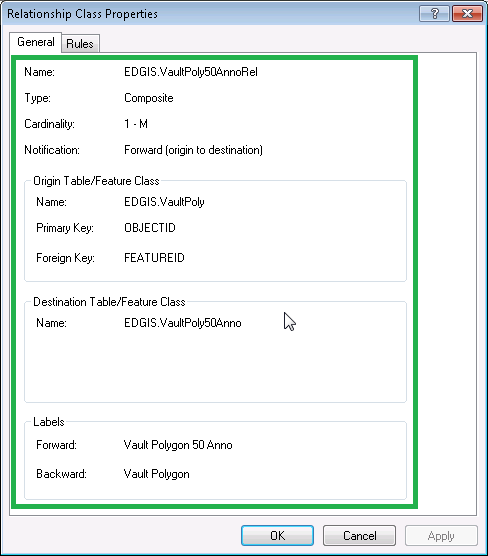 Relationship Class Properties
General Rules
Name: EDGIS.VaultPoly50AnnoRel
Type: Composite
Cardinality: 1 - M
Notification: Forward (origin to destination)
Origin Table/Feature Class
Name: EDGIS.VaultPoly
Primary Key: OBJECTID
Foreign Key: FEATUREID
Destination Table/Feature Class
Name: EDGIS.VaultPoly50Anno
Labels
Forward: Vault Polygon 50 Anno
Backward: Vault Polygon
OK Cancel Apply